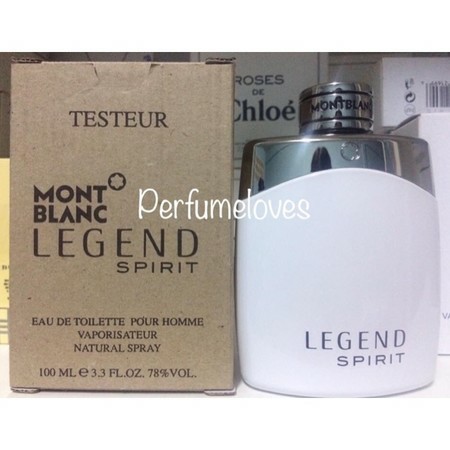 TESTEUR
MONT
BLANC
LEGEND
SPIRIT
EAU DE TOILETTE POUR HOMME
VAPORISATEUR
NATURAL SPRAY
100 ML e 3.3 FL.OZ. 78% VOL.
Perfumeloves
ROSES
DE
Chloé
MONTBLANC
LEGEND
SPIRIT